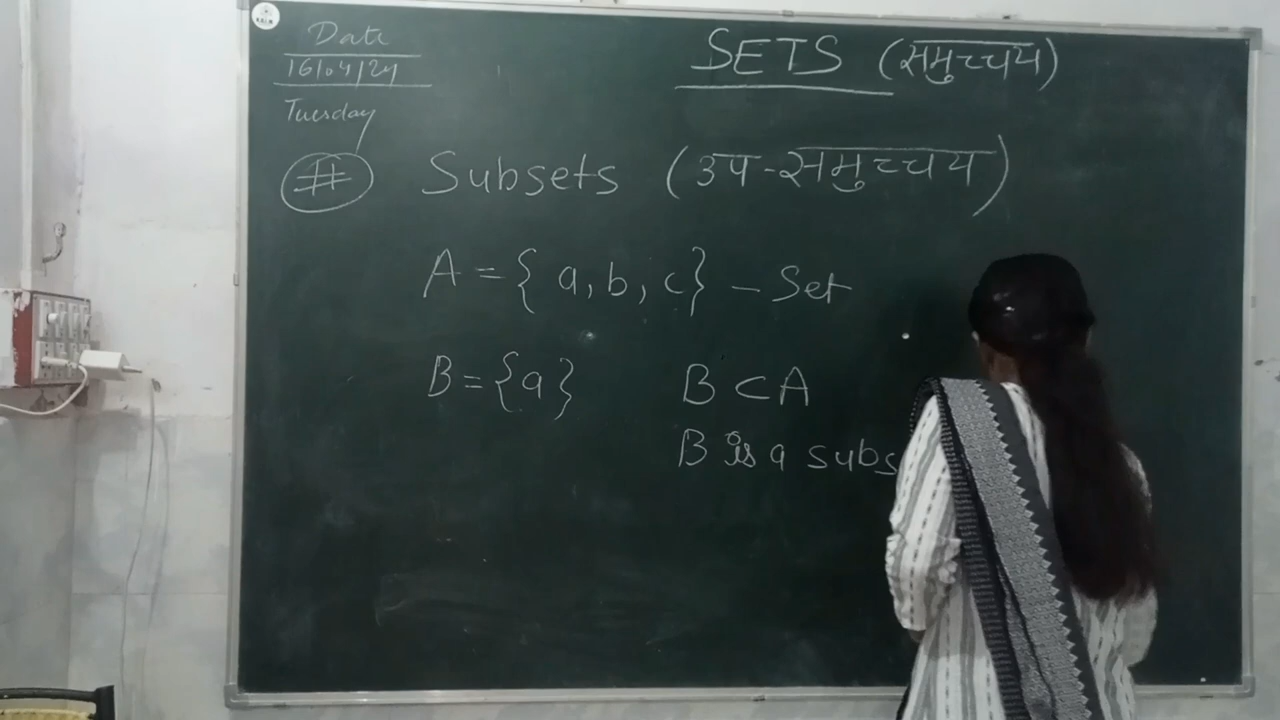 Date
16/04/24
Tuesday
SETS (समुच्चय)
# Subsets (उप-समुच्चय)
A = { a, b, c } - Set
B = { a } B ⊂ A
B is a subs